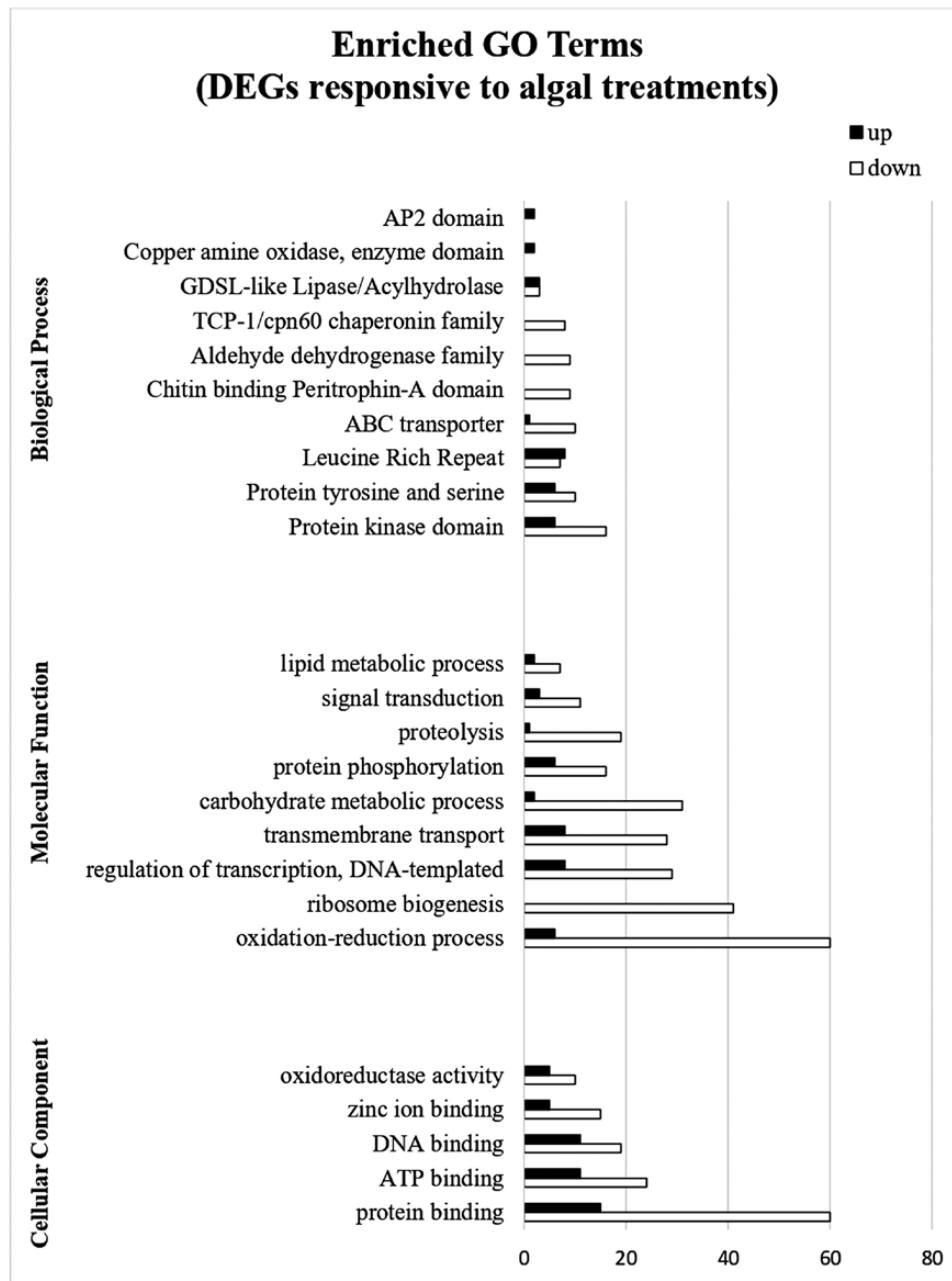 Enriched GO Terms
(DEGs responsive to algal treatments)
up
down
Biological Process
AP2 domain
Copper amine oxidase, enzyme domain
GDSL-like Lipase/Acylhydrolase
TCP-1/cpn60 chaperonin family
Aldehyde dehydrogenase family
Chitin binding Peritrophin-A domain
ABC transporter
Leucine Rich Repeat
Protein tyrosine and serine
Protein kinase domain
Molecular Function
lipid metabolic process
signal transduction
proteolysis
protein phosphorylation
carbohydrate metabolic process
transmembrane transport
regulation of transcription, DNA-templated
ribosome biogenesis
oxidation-reduction process
Cellular Component
oxidoreductase activity
zinc ion binding
DNA binding
ATP binding
protein binding
0 20 40 60 80